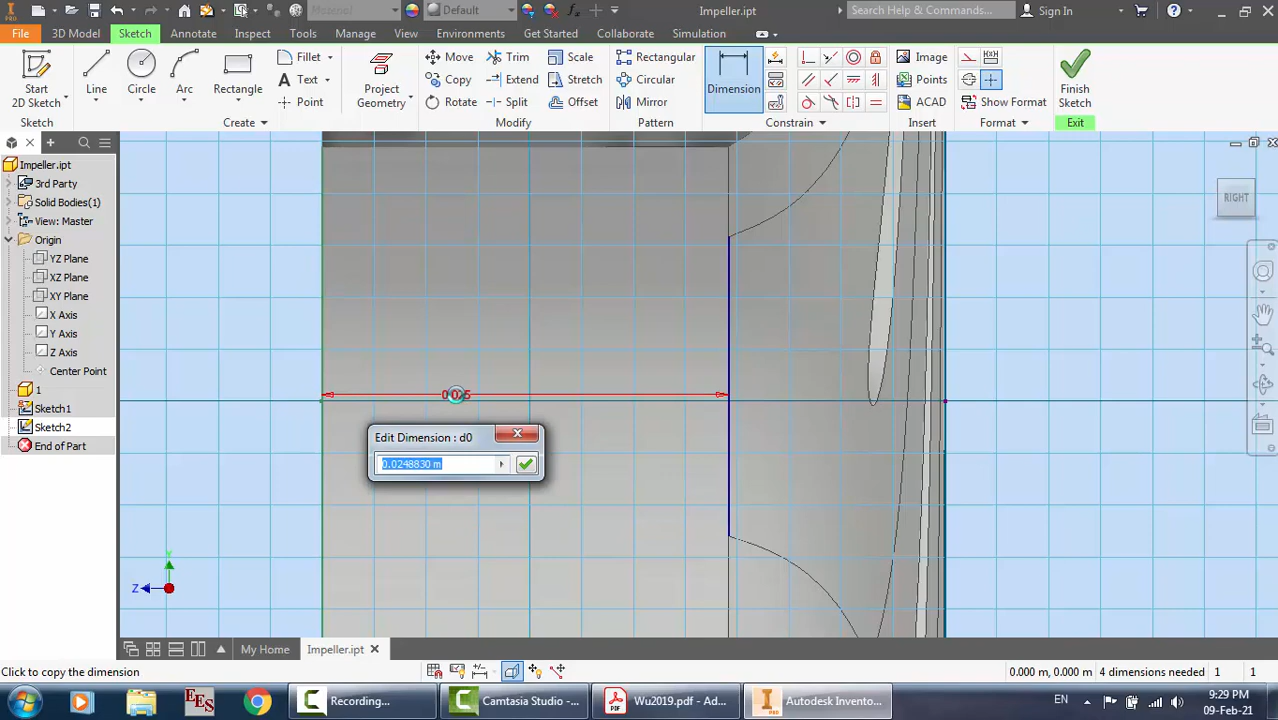 PRO
Material
Default
Impeller.ipt
Search Help & Commands...
Sign In
File
3D Model
Sketch
Annotate
Inspect
Tools
Manage
View
Environments
Get Started
Collaborate
Simulation
Start
2D Sketch
Line
Circle
Arc
Rectangle
Fillet
Text
Point
Project
Geometry
Move
Copy
Rotate
Trim
Extend
Split
Scale
Stretch
Offset
Rectangular
Circular
Mirror
Dimension
Image
Points
ACAD
Show Format
Finish
Sketch
Sketch
Create
Modify
Pattern
Constrain
Insert
Format
Exit
Impeller.ipt
3rd Party
Solid Bodies(1)
View: Master
Origin
YZ Plane
XZ Plane
XY Plane
X Axis
Y Axis
Z Axis
Center Point
1
Sketch1
Sketch2
End of Part
RIGHT
Edit Dimension : d0
0.0248830 m
Y
Z
My Home
Impeller.ipt
Click to copy the dimension
0.000 m, 0.000 m
4 dimensions needed
1
1
EES
Recording...
Camtasia Studio - ...
Wu2019.pdf - Ad...
Autodesk Invento...
EN
9:29 PM
09-Feb-21